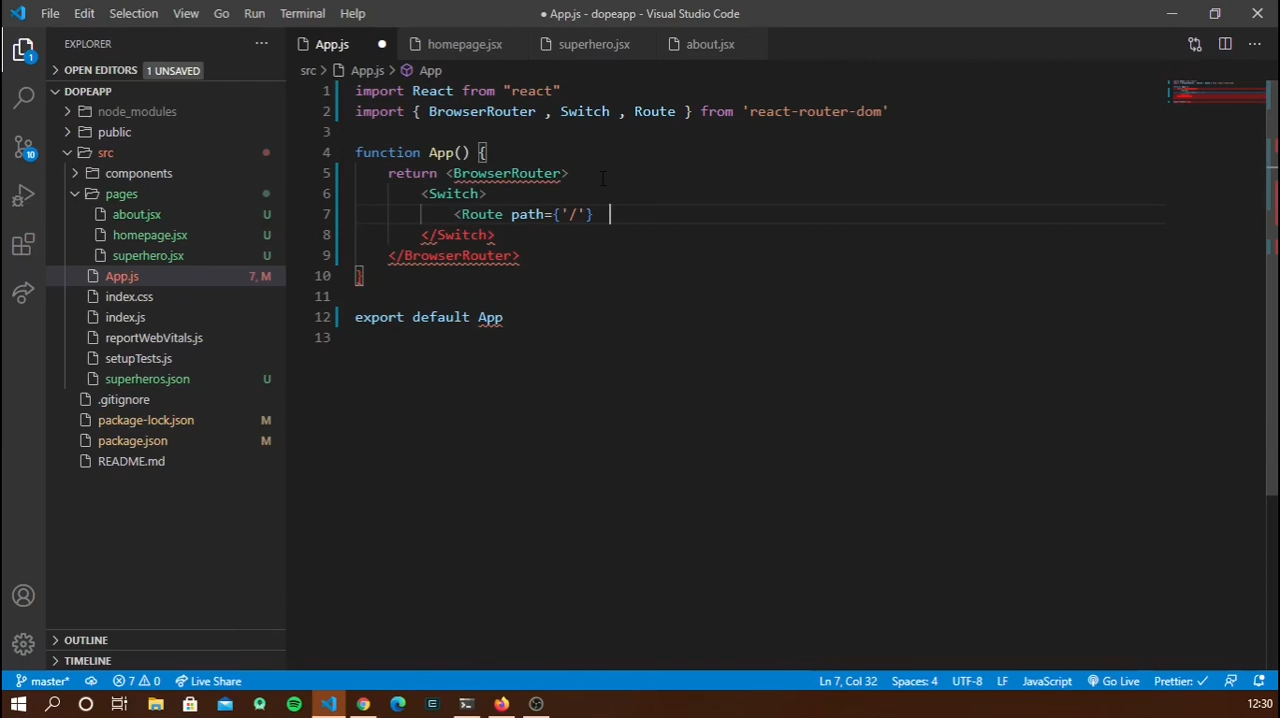 File Edit Selection View Go Run Terminal Help
● App.js - dopeapp - Visual Studio Code
EXPLORER
App.js
homepage.jsx
superhero.jsx
about.jsx
OPEN EDITORS 1 UNSAVED
src > App.js > App
DOPEAPP
node_modules
public
src
components
pages
about.jsx
homepage.jsx
superhero.jsx
App.js 7, M
index.css
index.js
reportWebVitals.js
setupTests.js
superheros.json
.gitignore
package-lock.json
package.json
README.md
U
U
U
U
M
M
1 import React from "react"
2 import { BrowserRouter , Switch , Route } from 'react-router-dom'
3
4 function App() {
5 return <BrowserRouter>
6 <Switch>
7 <Route path={'/'}
8 </Switch>
9 </BrowserRouter>
10 }
11
12 export default App
13
OUTLINE
TIMELINE
1
10
master* 7 0 Live Share
Ln 7, Col 32 Spaces: 4 UTF-8 LF JavaScript Go Live Prettier: ✓
12:30